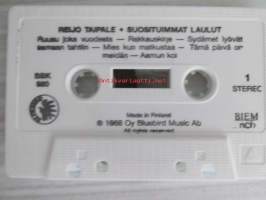 REIJO TAIPALE • SUOSITUIMMAT LAULUT
Ruusu joka vuodesta - Rakkauskirje - Sydämet lyövät
samaan tahtiin - Mies kun matkustaa - Tämä päivä on
meidän - Aamun koi
BBK
1
STEREO
Made in Finland
© 1986 Oy Bluebird Music Ab
All rights reserved
BIEM
ncb